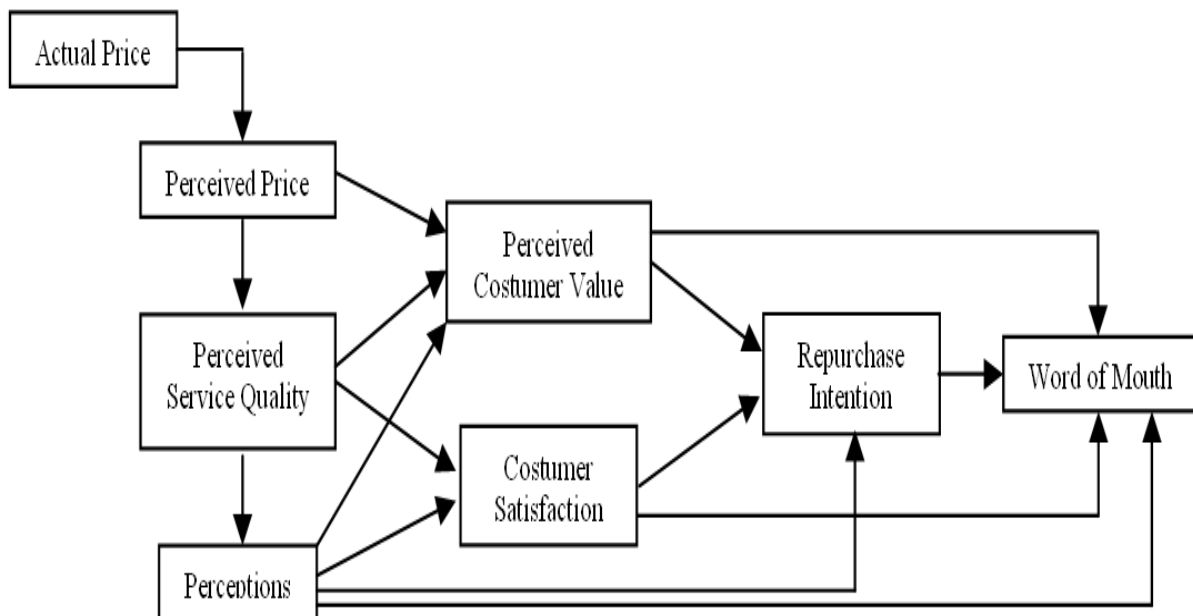 Actual Price
Perceived Price
Perceived
Costumer Value
Perceived
Service Quality
Repurchase
Intention
Word of Mouth
Costumer
Satisfaction
Perceptions